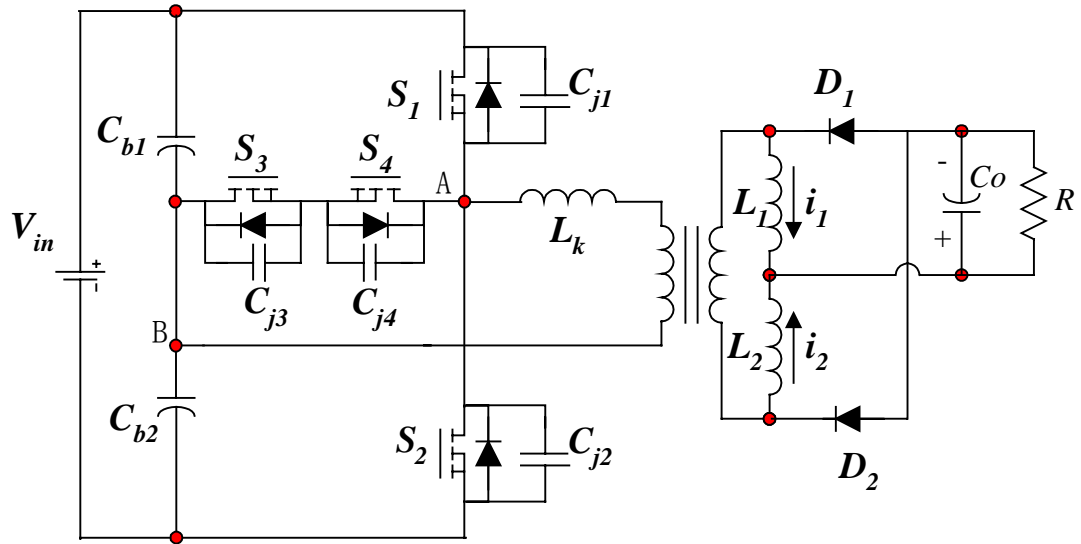 S1
Cj1
D1
Cb1
S3
S4
A
-
Co
L1
i1
R
Vin
+
-
Lk
+
Cj3
Cj4
B
L2
i2
Cb2
S2
Cj2
D2